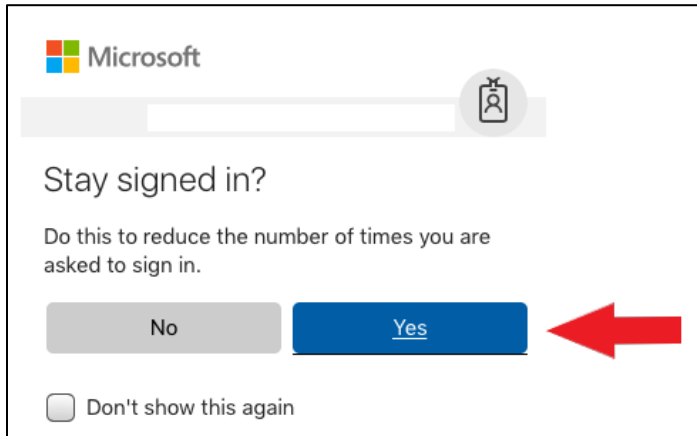 Microsoft
Stay signed in?
Do this to reduce the number of times you are
asked to sign in.
No
Yes
Don't show this again